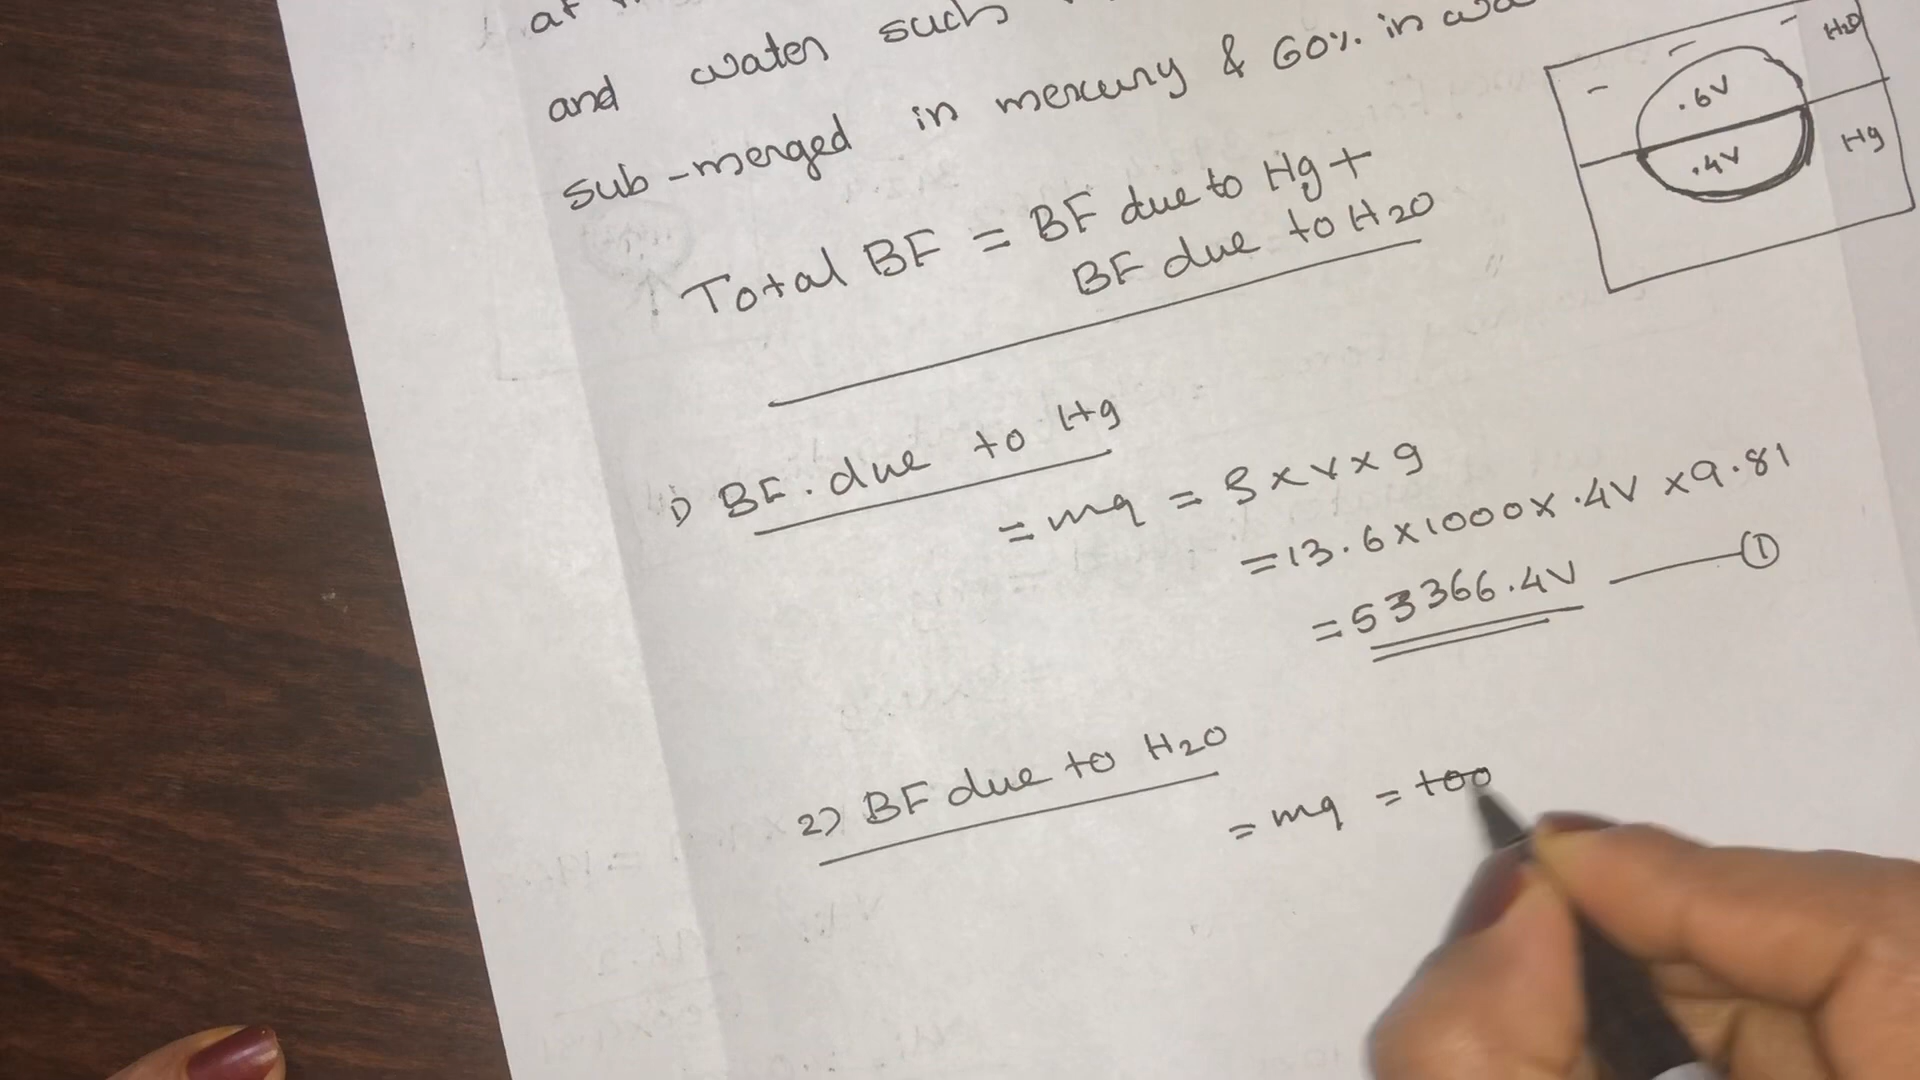 at
and water such
sub-merged in mercury & 60% in wa
H2O
.6V
.4V
Hg
Total BF = BF due to Hg +
BF due to H2O
1) BF. due to Hg
= mg = ρ x V x g
= 13.6 x 1000 x .4V x 9.81
= 53366.4V ——— ①
2) BF due to H2O
= mg = 100